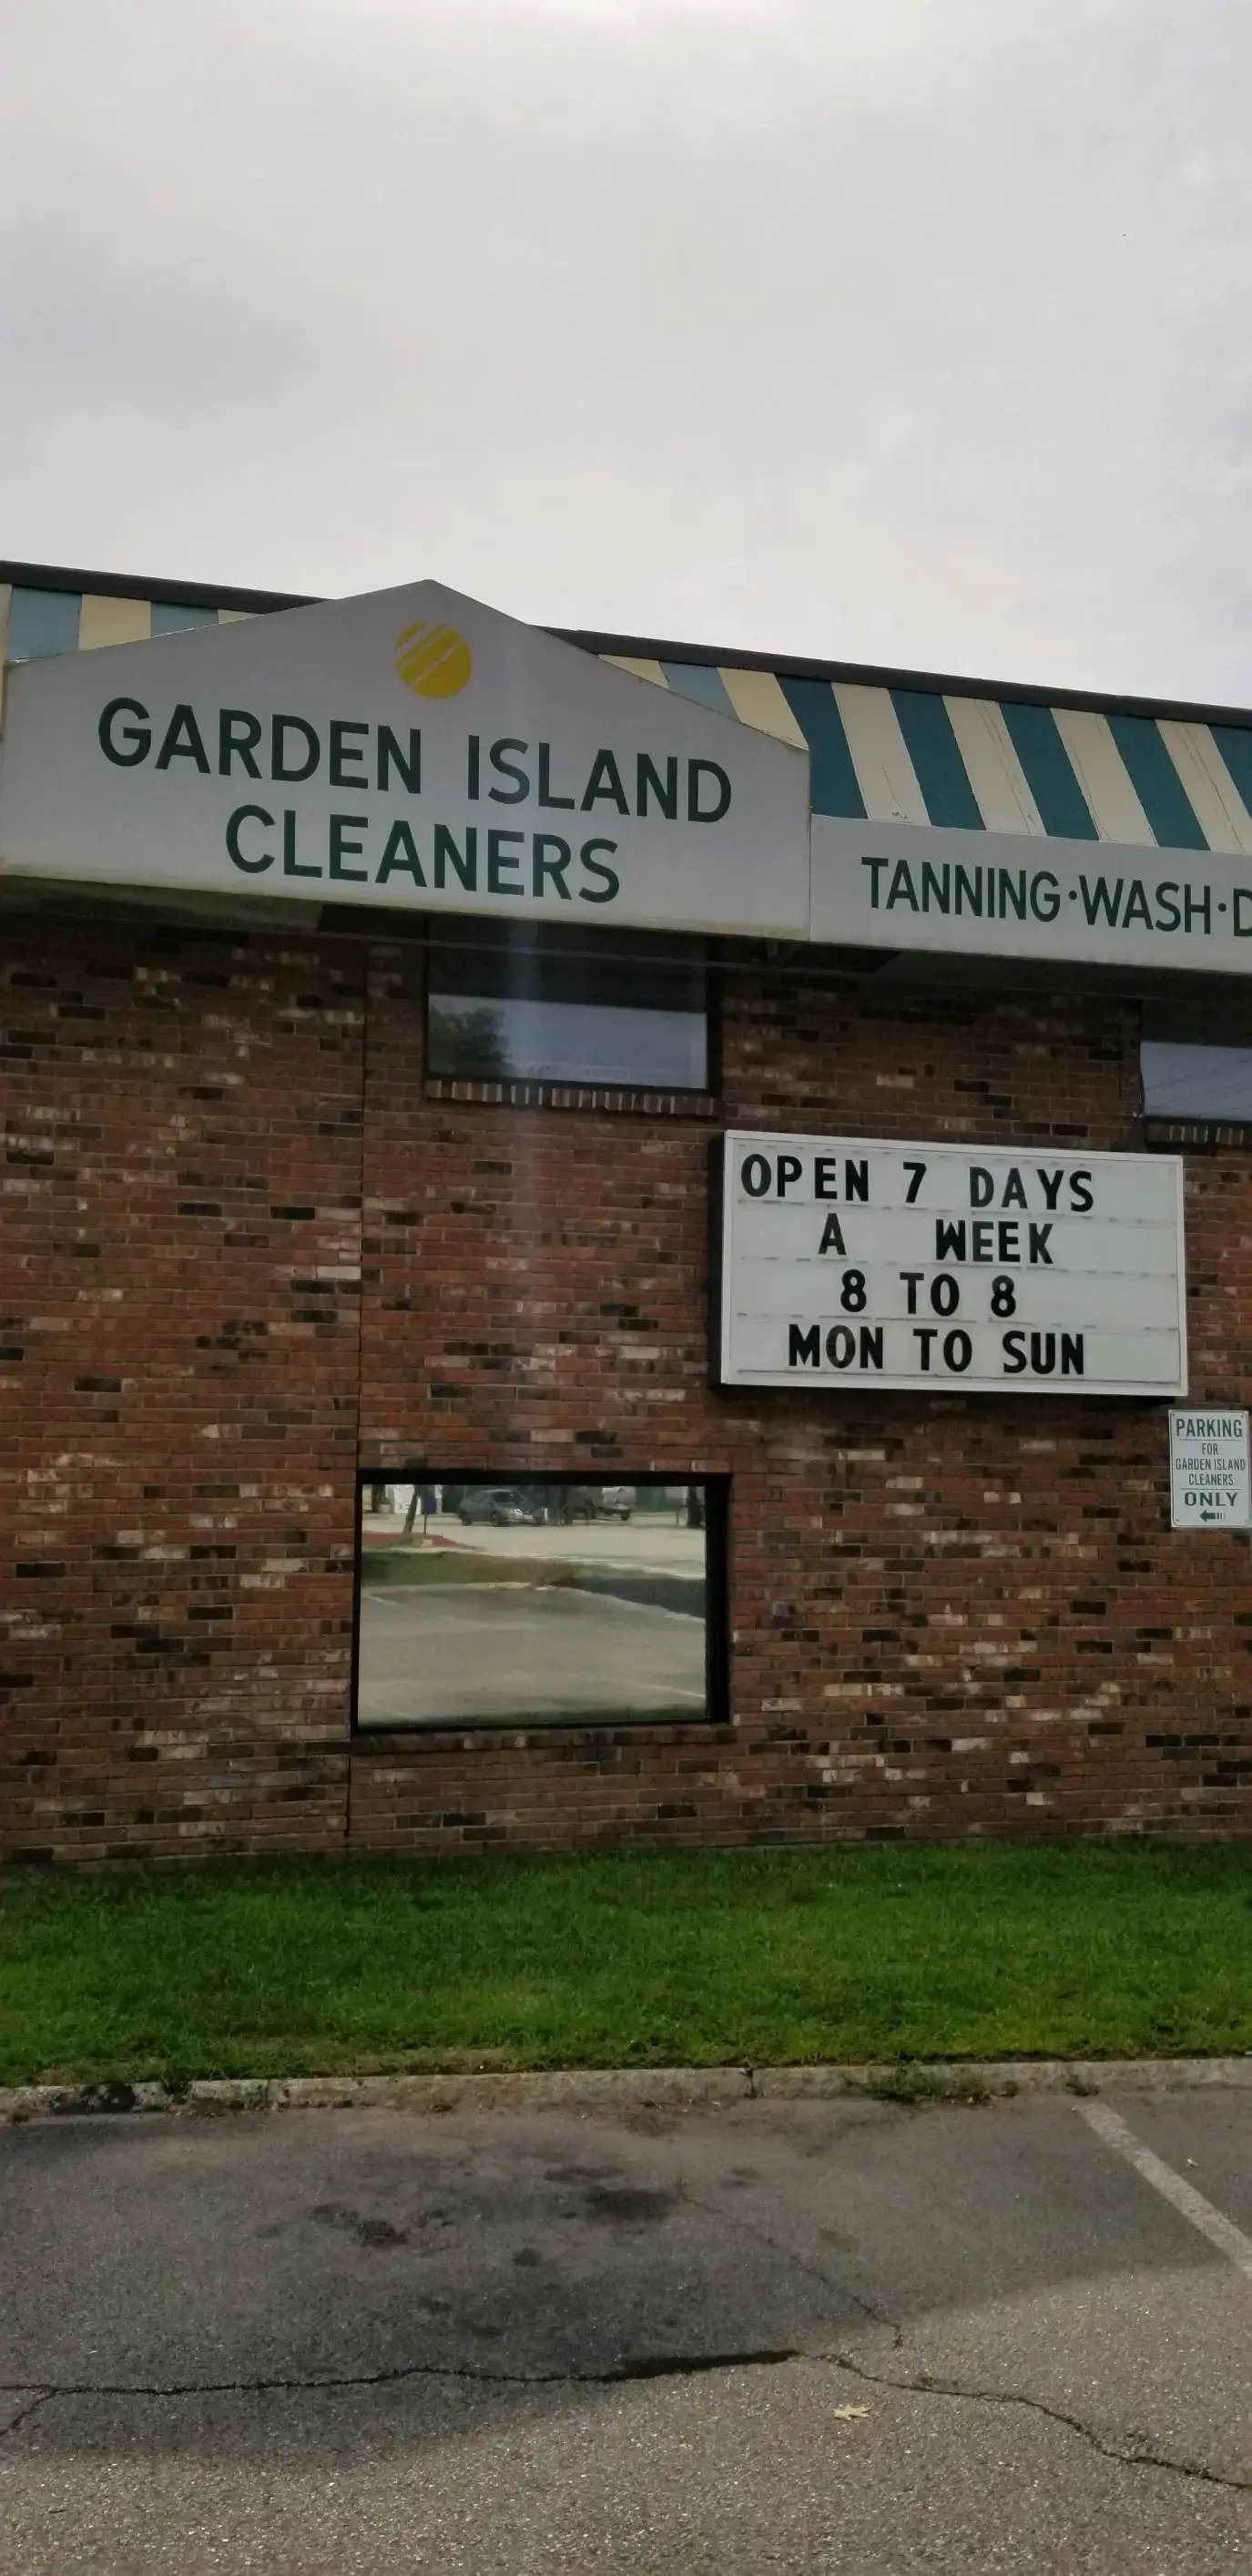 GARDEN ISLAND
CLEANERS
TANNING·WASH·D
OPEN 7 DAYS
A WEEK
8 TO 8
MON TO SUN
PARKING
FOR
GARDEN ISLAND
CLEANERS
ONLY